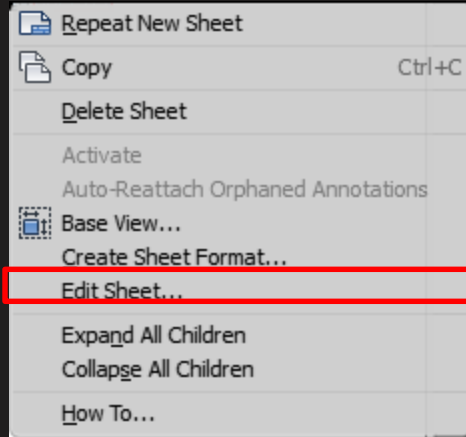 Repeat New Sheet
Copy Ctrl+C
Delete Sheet
Activate
Auto-Reattach Orphaned Annotations
Base View...
Create Sheet Format...
Edit Sheet...
Expand All Children
Collapse All Children
How To...